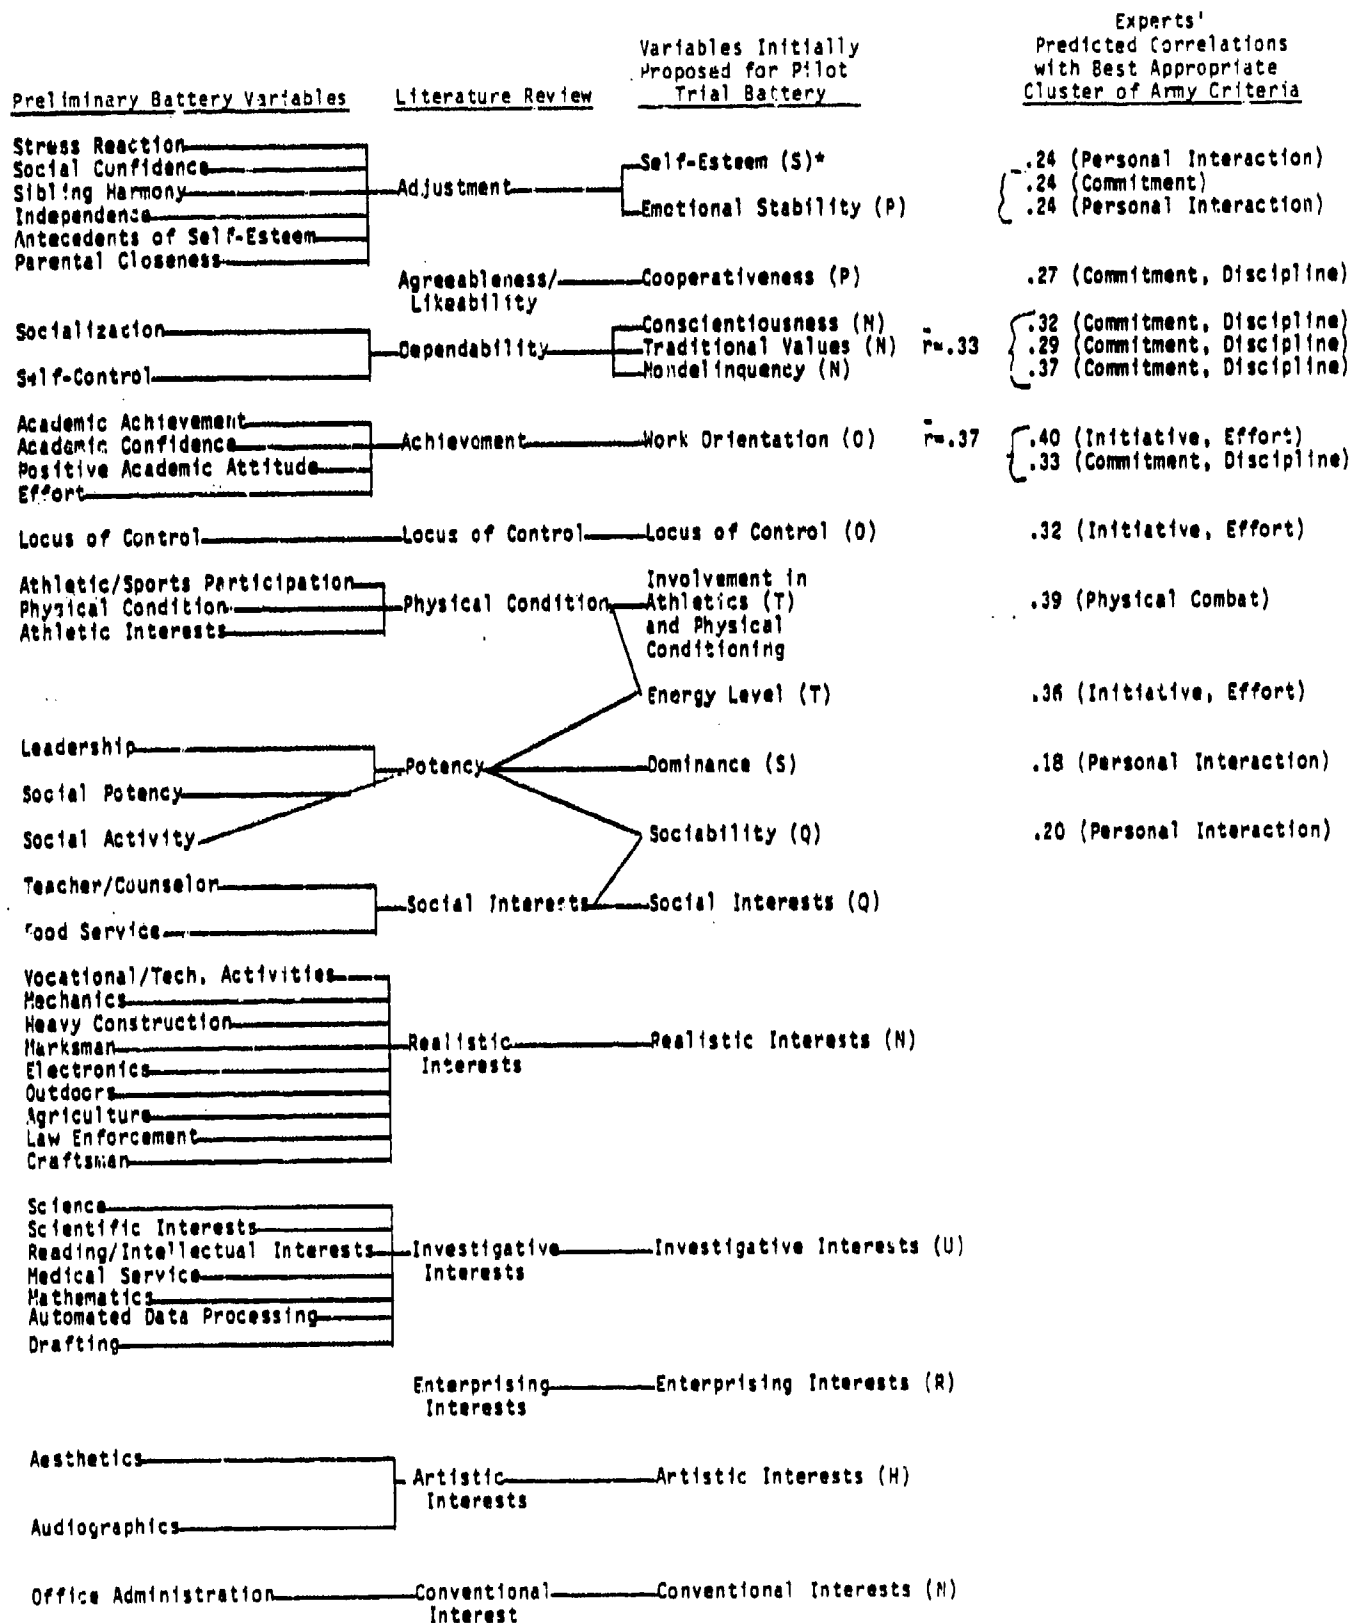 Experts'
Variables Initially Predicted Correlations
Proposed for Pilot with Best Appropriate
Preliminary Battery Variables Literature Review Trial Battery Cluster of Army Criteria
Stress Reaction
Social Confidence Self-Esteem (S)* .24 (Personal Interaction)
Sibling Harmony Adjustment .24 (Commitment)
Independence Emotional Stability (P) .24 (Personal Interaction)
Antecedents of Self-Esteem
Parental Closeness
Agreeableness/ Cooperativeness (P) .27 (Commitment, Discipline)
Likeability
Socialization Conscientiousness (N) .32 (Commitment, Discipline)
Dependability Traditional Values (N) r̄=.33 .29 (Commitment, Discipline)
Self-Control Nondelinquency (N) .37 (Commitment, Discipline)
Academic Achievement
Academic Confidence Achievement Work Orientation (O) r̄=.37 .40 (Initiative, Effort)
Positive Academic Attitude .33 (Commitment, Discipline)
Effort
Locus of Control Locus of Control Locus of Control (O) .32 (Initiative, Effort)
Athletic/Sports Participation Involvement in
Physical Condition Physical Condition Athletics (T) .39 (Physical Combat)
Athletic Interests and Physical
Conditioning
Energy Level (T) .36 (Initiative, Effort)
Leadership
Potency Dominance (S) .18 (Personal Interaction)
Social Potency
Social Activity Sociability (Q) .20 (Personal Interaction)
Teacher/Counselor
Social Interests Social Interests (Q)
Food Service
Vocational/Tech. Activities
Mechanics
Heavy Construction
Marksman Realistic Realistic Interests (N)
Electronics Interests
Outdoors
Agriculture
Law Enforcement
Craftsman
Science
Scientific Interests
Reading/Intellectual Interests Investigative Investigative Interests (U)
Medical Service Interests
Mathematics
Automated Data Processing
Drafting
Enterprising Enterprising Interests (R)
Interests
Aesthetics
Artistic Artistic Interests (H)
Interests
Audiographics
Office Administration Conventional Conventional Interests (N)
Interest